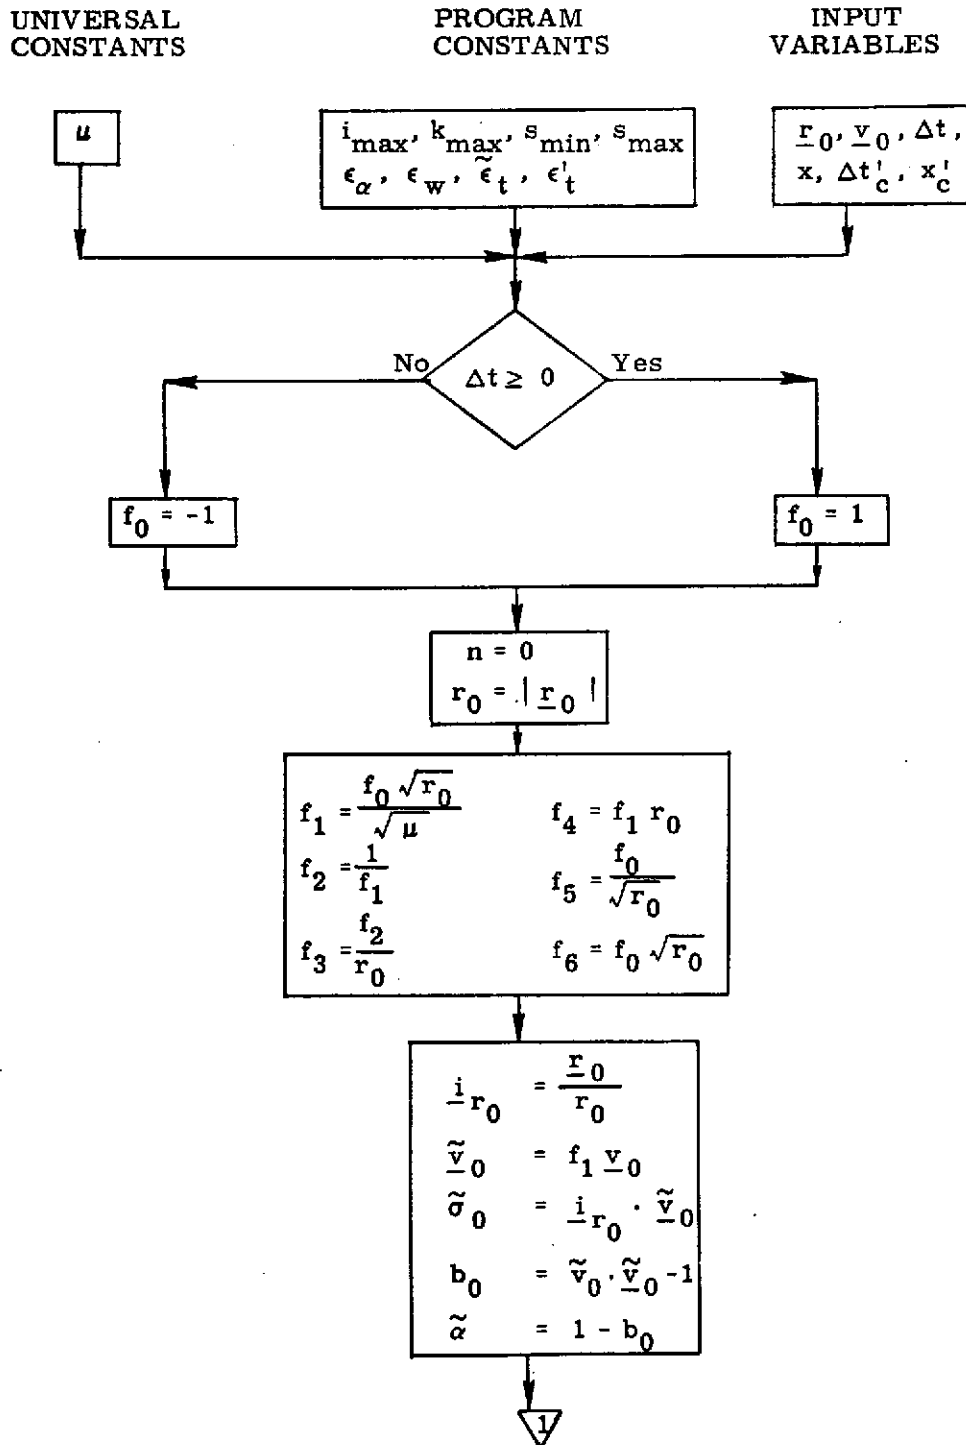 UNIVERSAL CONSTANTS
PROGRAM CONSTANTS
INPUT VARIABLES
μ
i_max, k_max, s_min, s_max
ε_α, ε_w, ε̃_t, ε'_t
r̲_0, v̲_0, Δt,
x, Δt'_c, x'_c
No
Δt ≥ 0
Yes
f_0 = -1
f_0 = 1
n = 0
r_0 = | r̲_0 |
f_1 = f_0 √r_0 / √μ
f_4 = f_1 r_0
f_2 = 1 / f_1
f_5 = f_0 / √r_0
f_3 = f_2 / r_0
f_6 = f_0 √r_0
i̲_r_0 = r̲_0 / r_0
ṽ̲_0 = f_1 v̲_0
σ̃_0 = i̲_r_0 · ṽ̲_0
b_0 = ṽ_0 · ṽ̲_0 - 1
α̃ = 1 - b_0
1